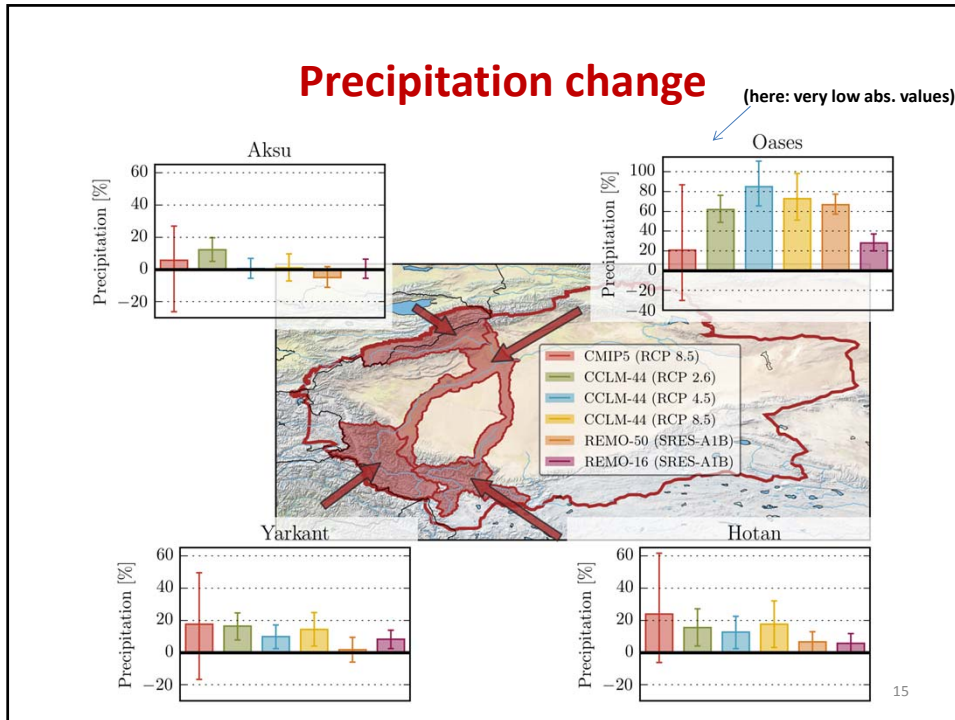 Precipitation change
(here: very low abs. values)
Aksu
Precipitation [%]
60
40
20
0
−20
Oases
Precipitation [%]
100
80
60
40
20
0
−20
−40
CMIP5 (RCP 8.5)
CCLM-44 (RCP 2.6)
CCLM-44 (RCP 4.5)
CCLM-44 (RCP 8.5)
REMO-50 (SRES-A1B)
REMO-16 (SRES-A1B)
Yarkant
Precipitation [%]
60
40
20
0
−20
Hotan
Precipitation [%]
60
40
20
0
−20
15